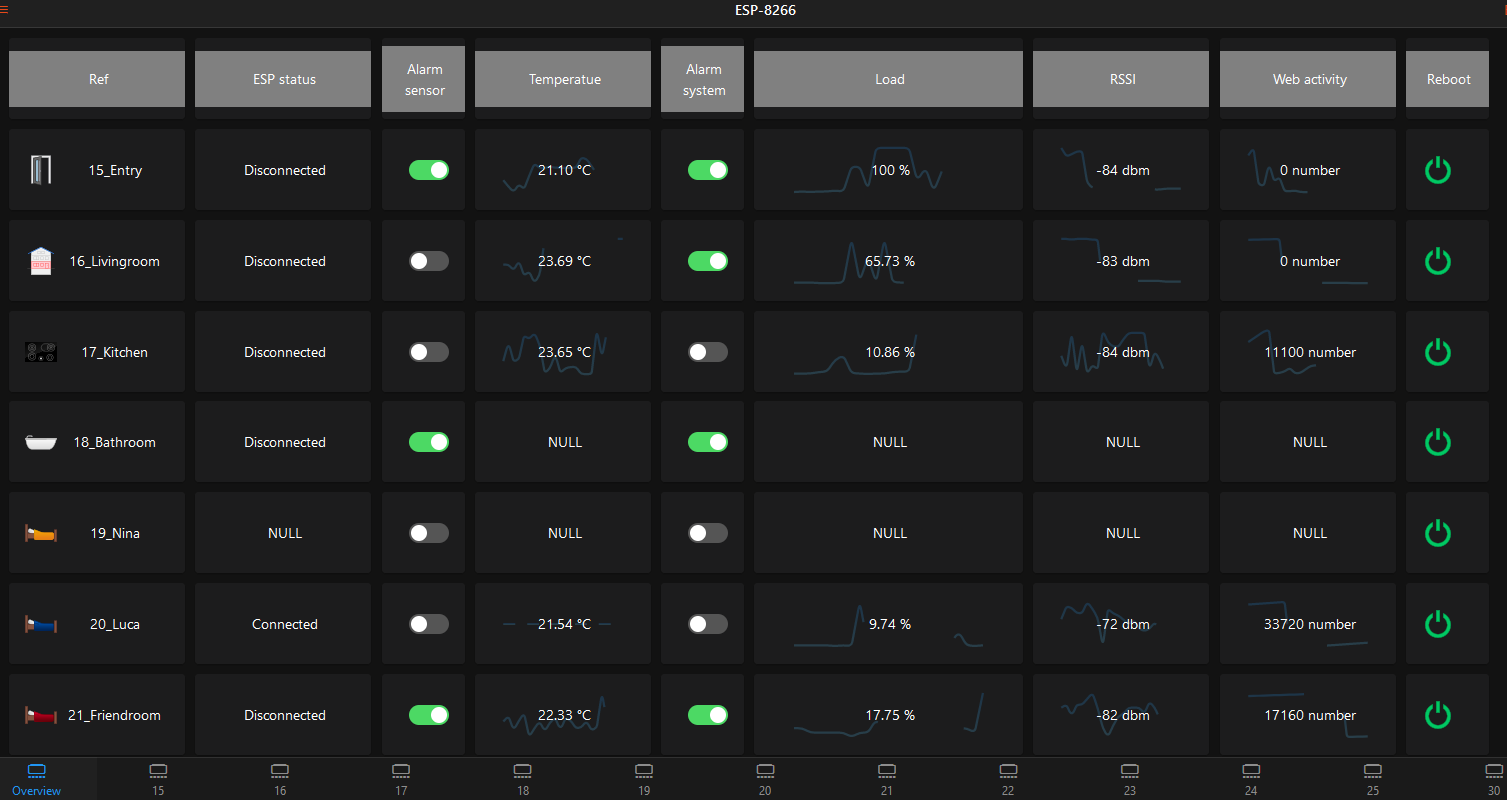 ESP-8266
Ref ESP status Alarm sensor Temperatue Alarm system Load RSSI Web activity Reboot
15_Entry Disconnected 21.10 °C 100 % -84 dbm 0 number
16_Livingroom Disconnected 23.69 °C 65.73 % -83 dbm 0 number
17_Kitchen Disconnected 23.65 °C 10.86 % -84 dbm 11100 number
18_Bathroom Disconnected NULL NULL NULL NULL
19_Nina NULL NULL NULL NULL NULL
20_Luca Connected 21.54 °C 9.74 % -72 dbm 33720 number
21_Friendroom Disconnected 22.33 °C 17.75 % -82 dbm 17160 number
Overview 15 16 17 18 19 20 21 22 23 24 25 30